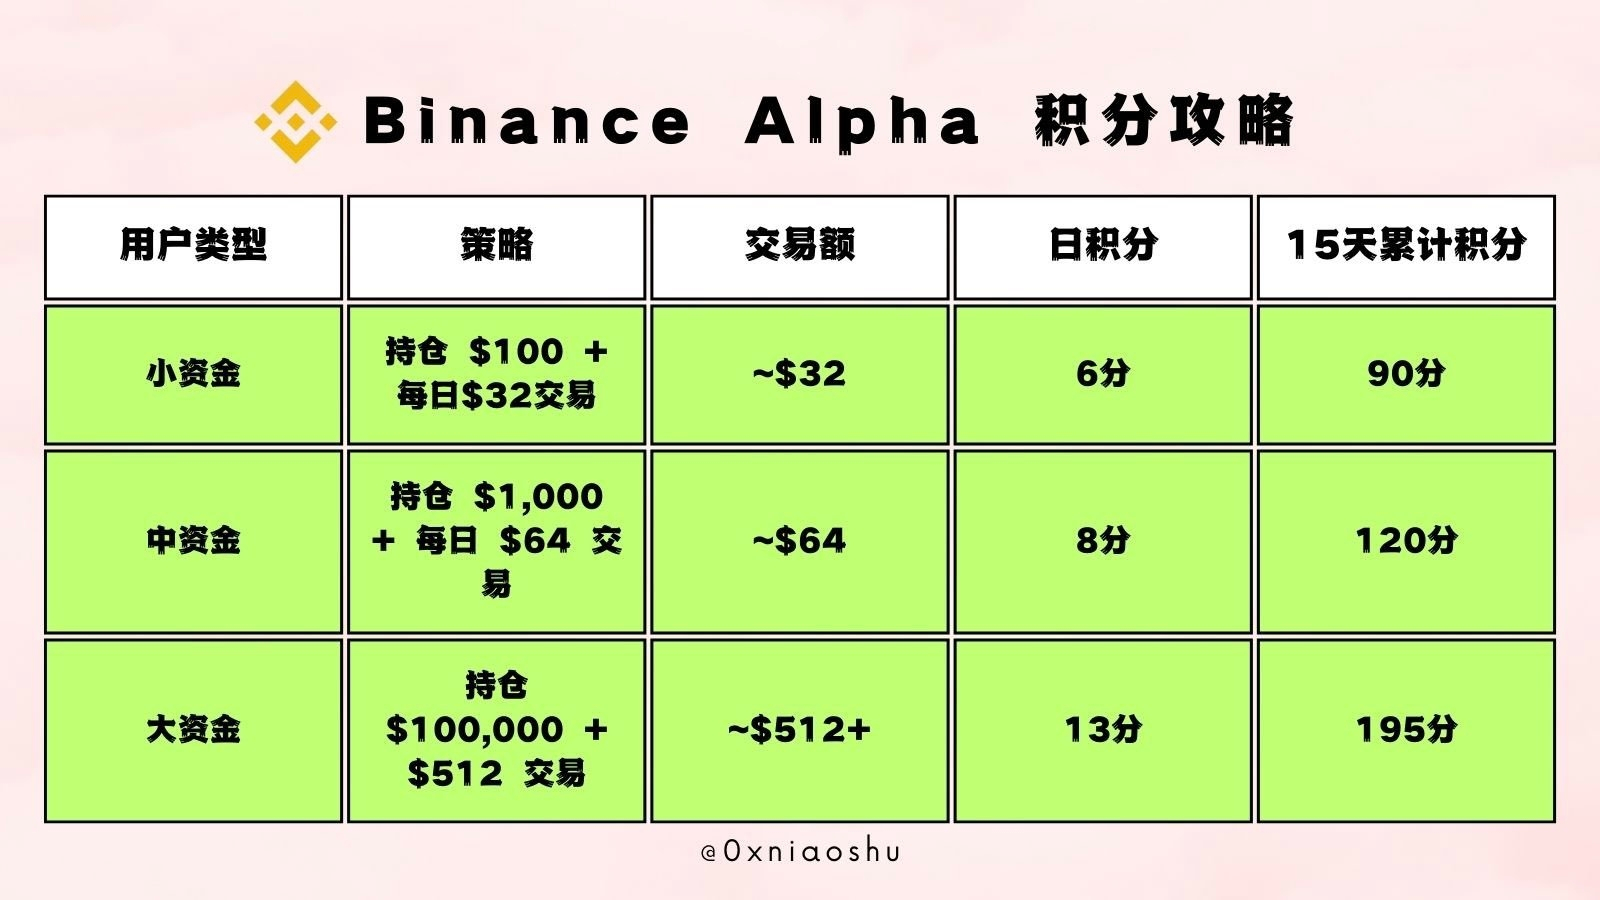 Binance Alpha 积分攻略
用户类型 策略 交易额 日积分 15天累计积分
小资金
持仓 $100 +
每日$32交易
~$32
6分
90分
中资金
持仓 $1,000
+ 每日 $64 交
易
~$64
8分
120分
大资金
持仓
$100,000 +
$512 交易
~$512+
13分
195分
@0xniaoshu